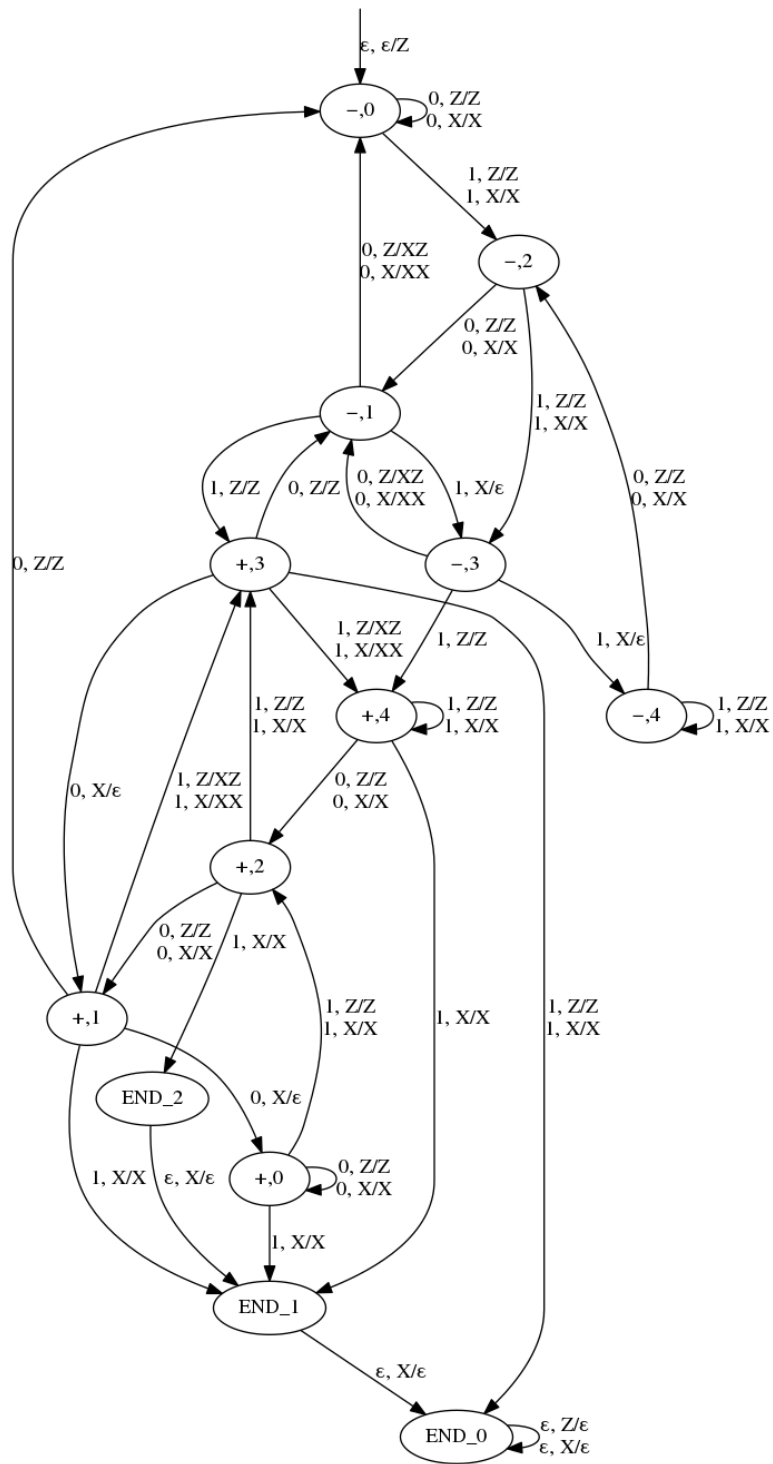 ε, ε/Z
−,0
0, Z/Z
0, X/X
1, Z/Z
1, X/X
−,2
0, Z/XZ
0, X/XX
0, Z/Z
0, X/X
1, Z/Z
1, X/X
−,1
0, Z/Z
0, X/X
1, Z/Z
0, Z/Z
0, Z/XZ
0, X/XX
1, X/ε
0, Z/Z
+,3
−,3
1, Z/XZ
1, X/XX
1, Z/Z
1, X/ε
+,4
1, Z/Z
1, X/X
−,4
1, Z/Z
1, X/X
1, Z/Z
1, X/X
0, X/ε
1, Z/XZ
1, X/XX
0, Z/Z
0, X/X
+,2
0, Z/Z
0, X/X
1, X/X
+,1
1, Z/Z
1, X/X
1, X/X
1, Z/Z
1, X/X
END_2
0, X/ε
1, X/X
ε, X/ε
+,0
0, Z/Z
0, X/X
1, X/X
END_1
ε, X/ε
END_0
ε, Z/ε
ε, X/ε